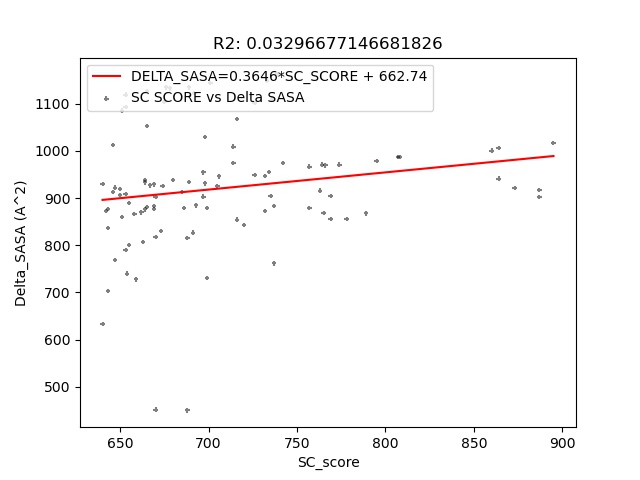 R2: 0.03296677146681826
DELTA_SASA=0.3646*SC_SCORE + 662.74
SC SCORE vs Delta SASA
Delta_SASA (A^2)
1100
1000
900
800
700
600
500
650 700 750 800 850 900
SC_score